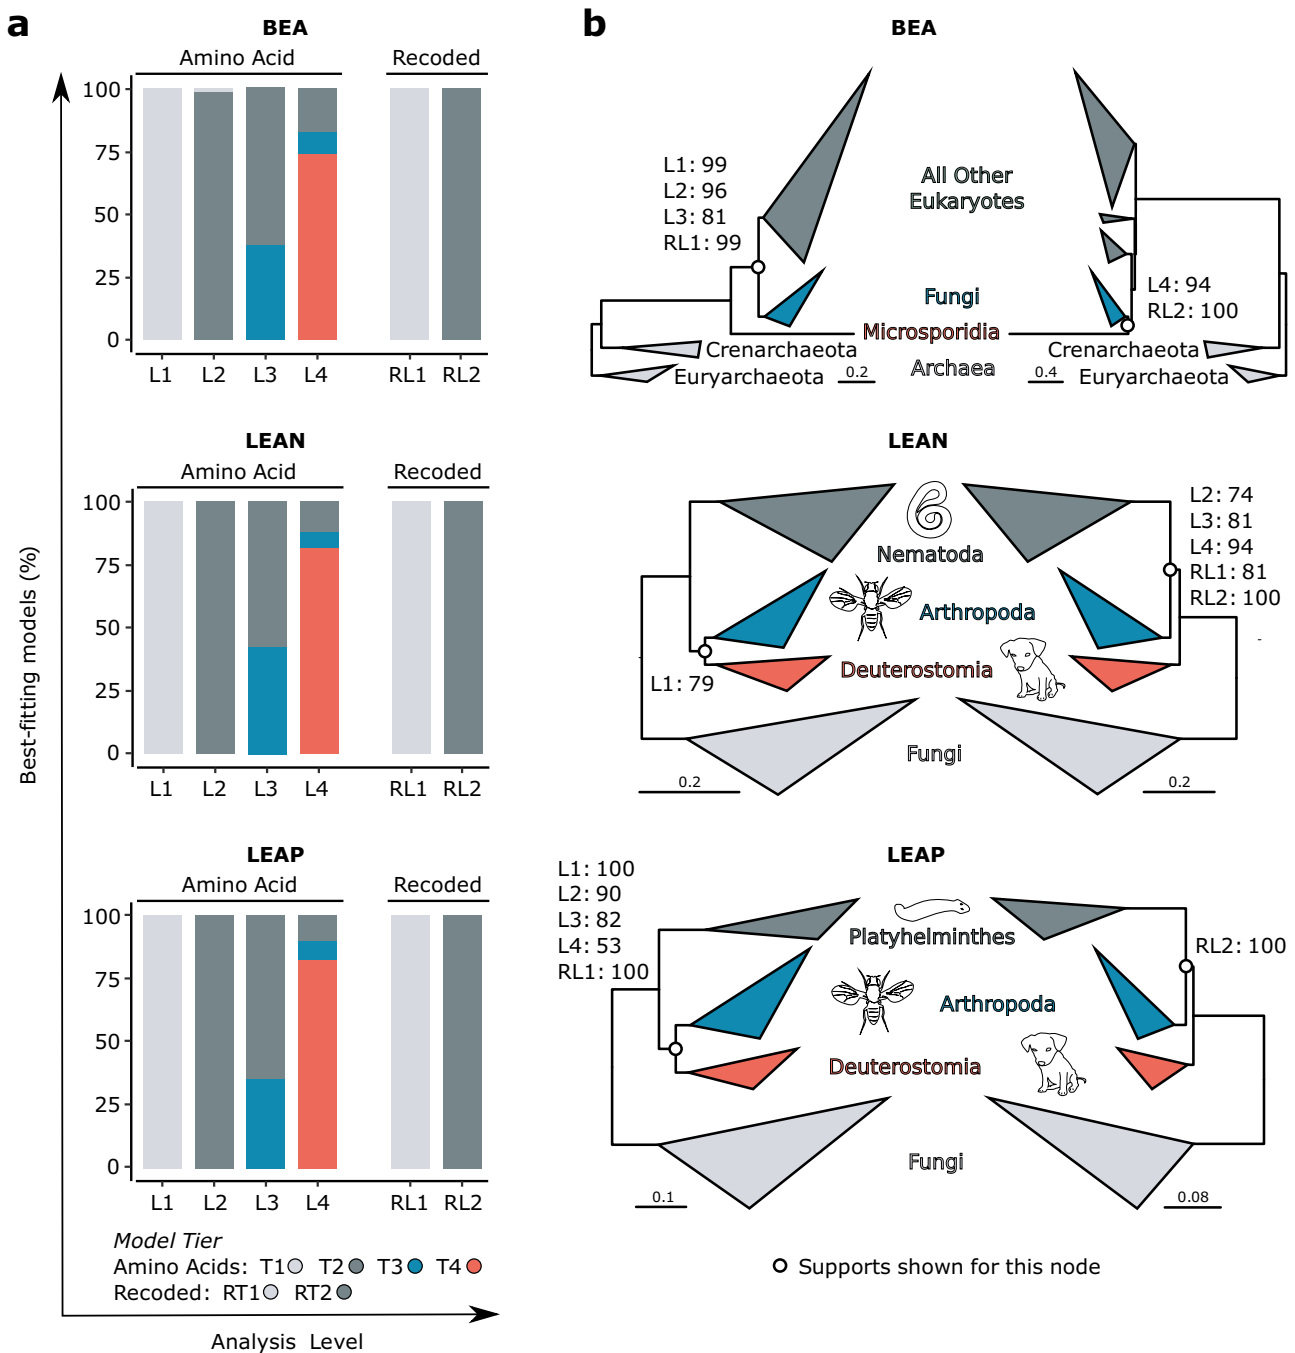 a
BEA
Amino Acid
Recoded
100
75
50
25
0
L1 L2 L3 L4 RL1 RL2
LEAN
Amino Acid
Recoded
100
75
50
25
0
L1 L2 L3 L4 RL1 RL2
LEAP
Amino Acid
Recoded
100
75
50
25
0
L1 L2 L3 L4 RL1 RL2
Best-fitting models (%)
Model Tier
Amino Acids: T1 T2 T3 T4
Recoded: RT1 RT2
Analysis Level
b
BEA
L1: 99
L2: 96
L3: 81
RL1: 99
All Other
Eukaryotes
Fungi
L4: 94
RL2: 100
Microsporidia
Crenarchaeota
Crenarchaeota
Euryarchaeota
0.2
Archaea
0.4
Euryarchaeota
LEAN
Nematoda
L2: 74
L3: 81
L4: 94
RL1: 81
RL2: 100
Arthropoda
Deuterostomia
L1: 79
Fungi
0.2
0.2
LEAP
L1: 100
L2: 90
L3: 82
L4: 53
RL1: 100
Platyhelminthes
RL2: 100
Arthropoda
Deuterostomia
Fungi
0.1
0.08
Supports shown for this node